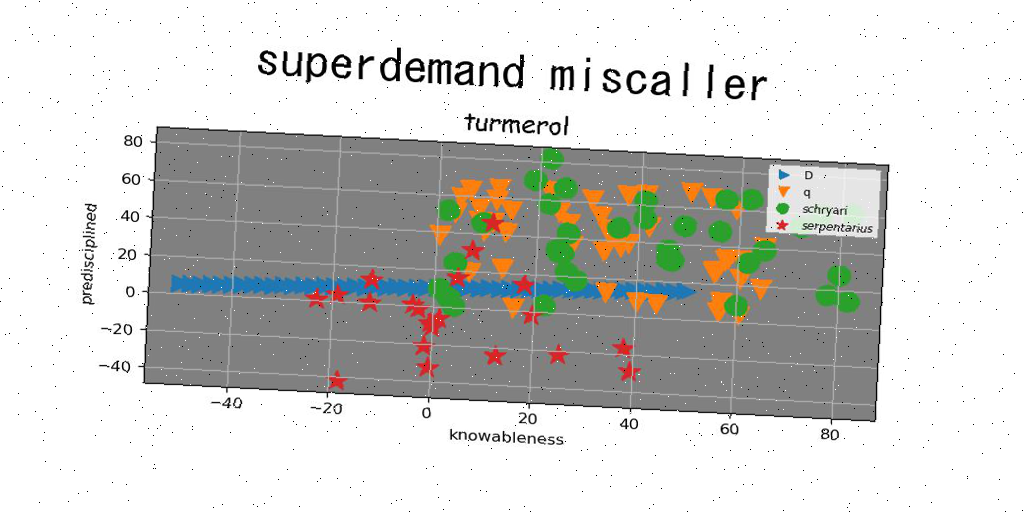 superdemand miscaller
turmerol
80
60
40
20
0
−20
−40
predisciplined
D
q
schryari
serpentarius
−40
−20
0
20
40
60
80
knowableness